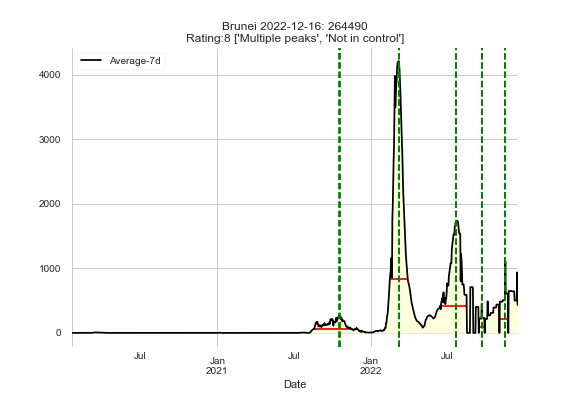 Brunei 2022-12-16: 264490
Rating:8 ['Multiple peaks', 'Not in control']
Average-7d
4000
3000
2000
1000
0
Jul
Jan
2021
Jul
Jan
2022
Jul
Date